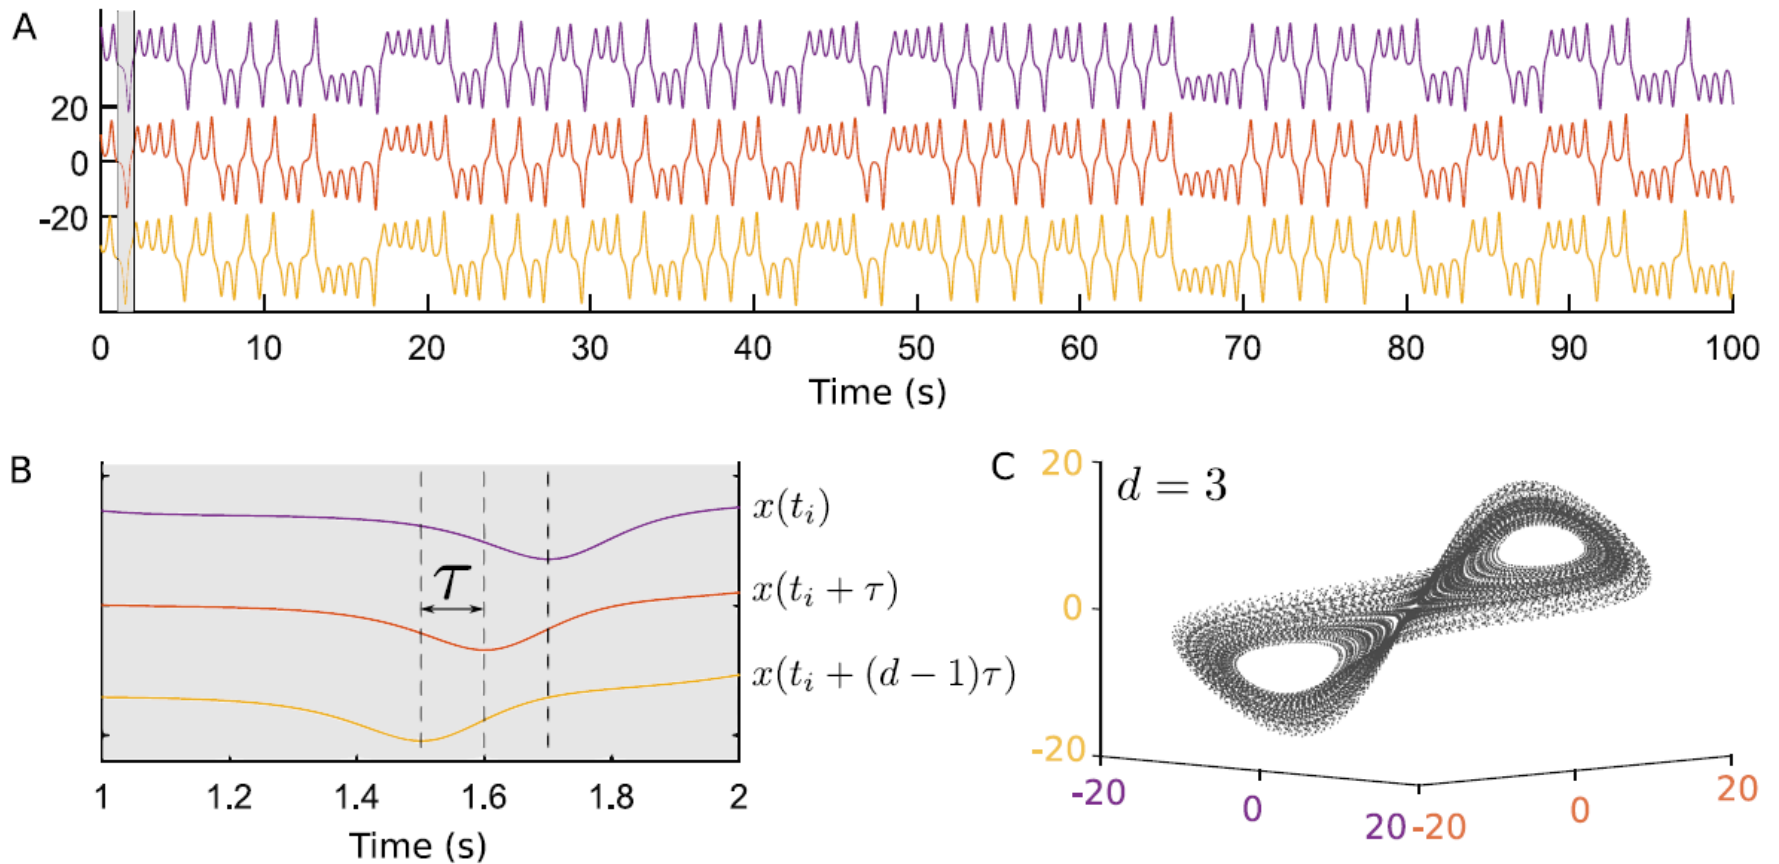 A
20
0
-20
0 10 20 30 40 50 60 70 80 90 100
Time (s)
B
τ
x(t_i)
x(t_i + τ)
x(t_i + (d − 1)τ)
1 1.2 1.4 1.6 1.8 2
Time (s)
C
d = 3
20
0
-20
-20 0 20 -20 0 20